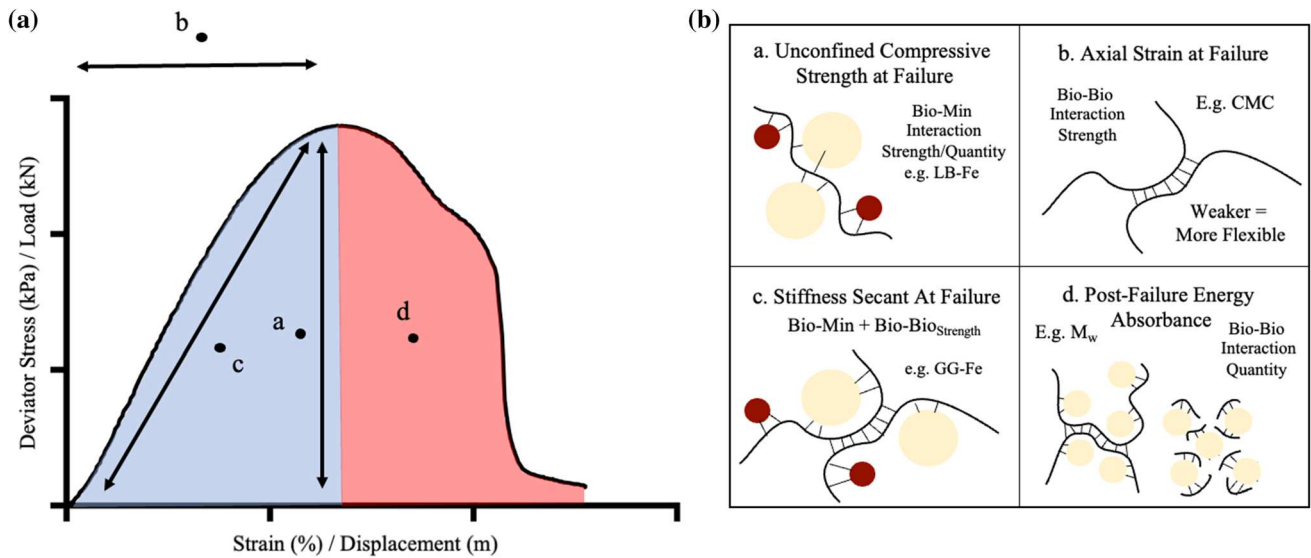 (a)
b
Deviator Stress (kPa) / Load (kN)
a
d
c
Strain (%) / Displacement (m)
(b)
a. Unconfined Compressive
Strength at Failure
Bio-Min
Interaction
Strength/Quantity
e.g. LB-Fe
b. Axial Strain at Failure
Bio-Bio
Interaction
Strength
E.g. CMC
Weaker =
More Flexible
c. Stiffness Secant At Failure
Bio-Min + Bio-BioStrength
e.g. GG-Fe
d. Post-Failure Energy
Absorbance
E.g. Mw
Bio-Bio
Interaction
Quantity